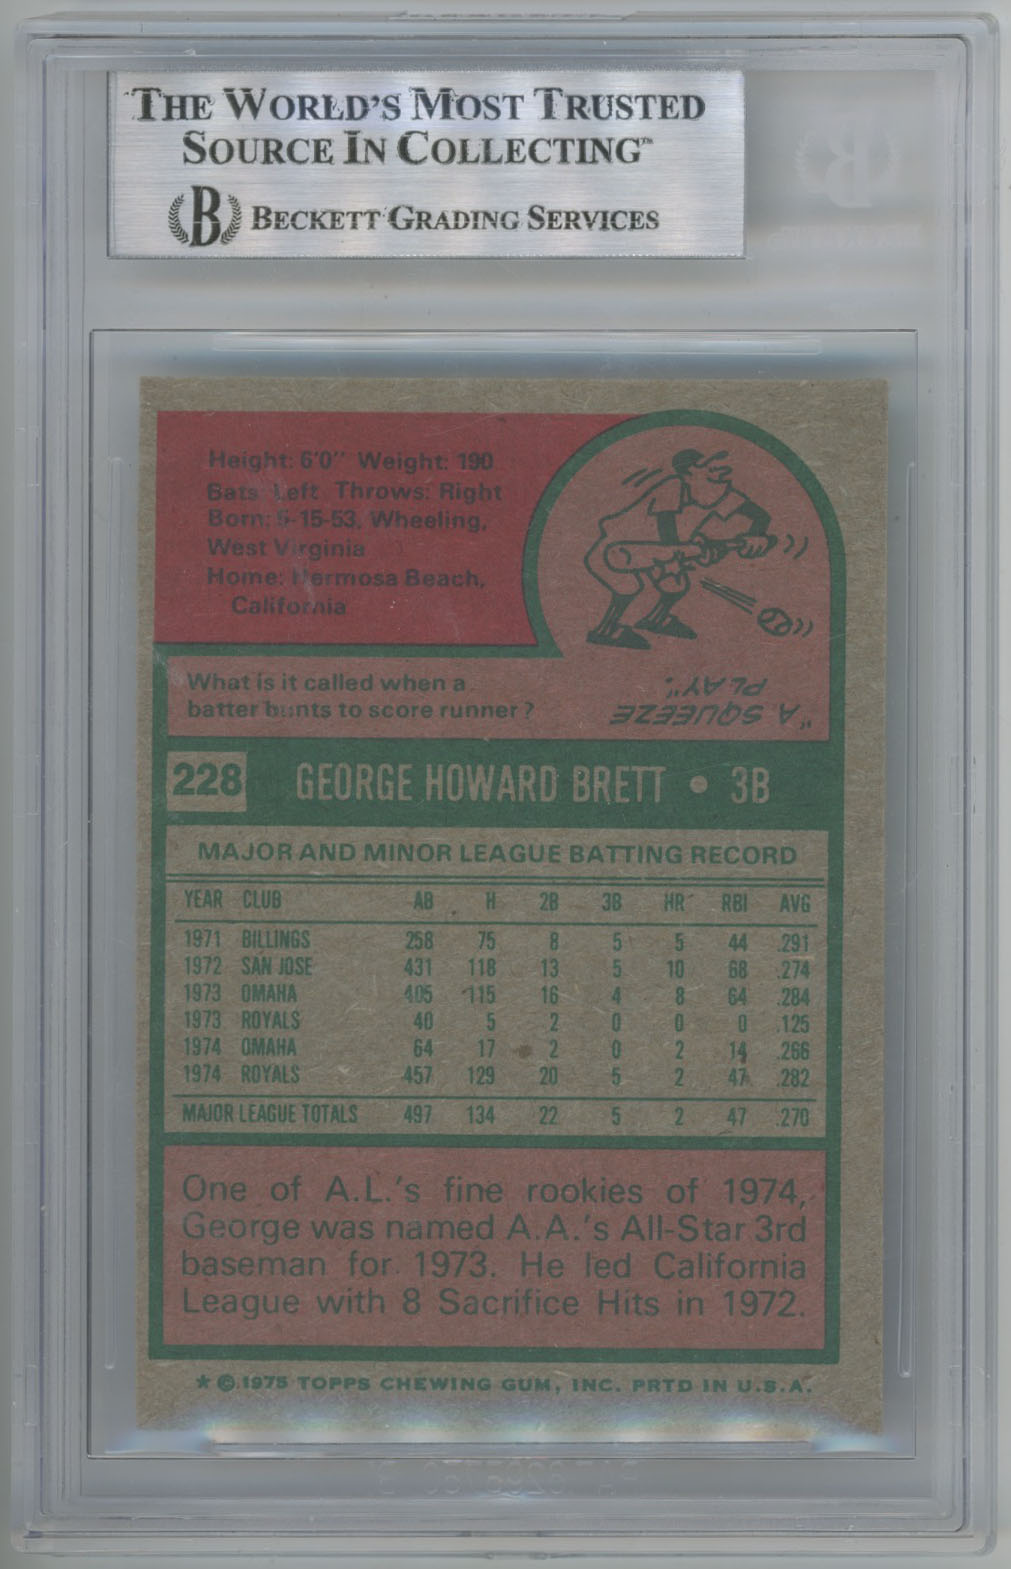 THE WORLD'S MOST TRUSTED
SOURCE IN COLLECTING™
B BECKETT GRADING SERVICES
Height: 6'0" Weight: 190
Bats: Left Throws: Right
Born: 5-15-53, Wheeling,
West Virginia
Home: Hermosa Beach,
California
What is it called when a
batter bunts to score runner?
"A SQUEEZE
PLAY".
228 GEORGE HOWARD BRETT • 3B
MAJOR AND MINOR LEAGUE BATTING RECORD
YEAR CLUB AB H 2B 3B HR RBI AVG
1971 BILLINGS 258 75 8 5 5 44 .291
1972 SAN JOSE 431 118 13 5 10 68 .274
1973 OMAHA 405 115 16 4 8 64 .284
1973 ROYALS 40 5 2 0 0 0 .125
1974 OMAHA 64 17 2 0 2 14 .266
1974 ROYALS 457 129 20 5 2 47 .282
MAJOR LEAGUE TOTALS 497 134 22 5 2 47 .270
One of A.L.'s fine rookies of 1974,
George was named A.A.'s All-Star 3rd
baseman for 1973. He led California
League with 8 Sacrifice Hits in 1972.
★ © 1975 TOPPS CHEWING GUM, INC. PRTD IN U.S.A.